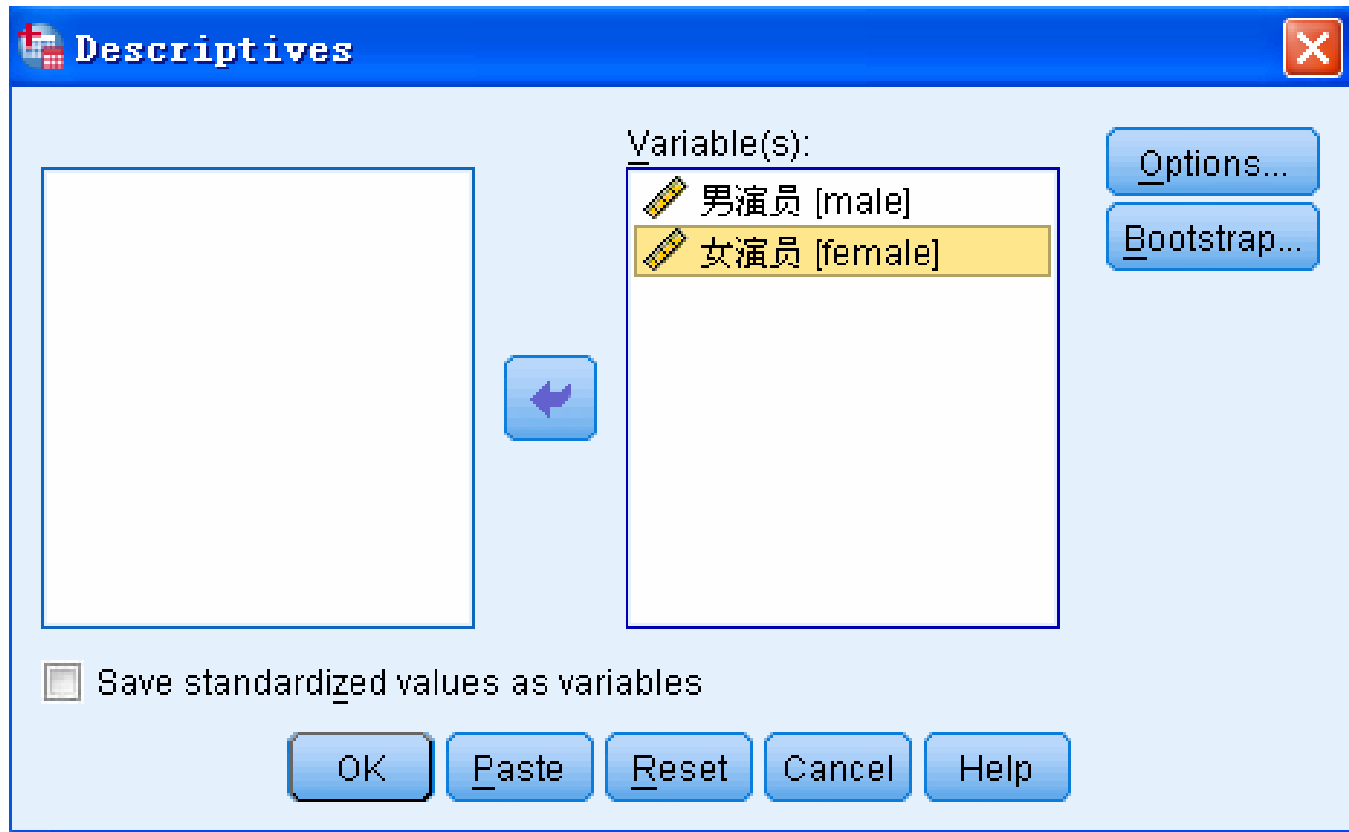 Descriptives
Variable(s):
男演员 [male]
女演员 [female]
Options...
Bootstrap...
Save standardized values as variables
OK
Paste
Reset
Cancel
Help